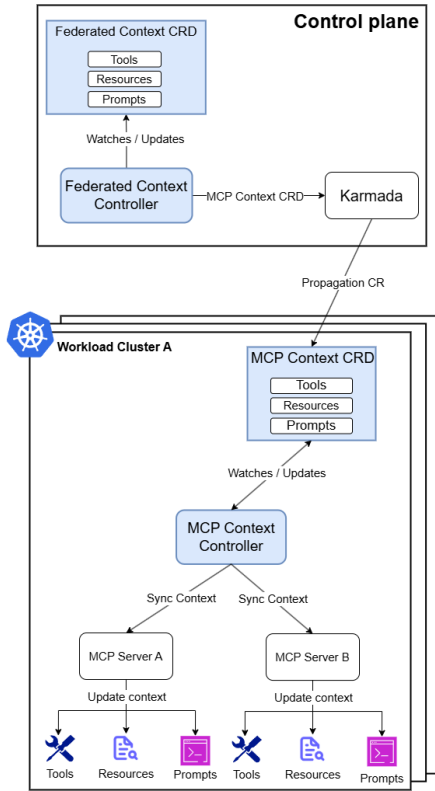 Control plane
Federated Context CRD
Tools
Resources
Prompts
Watches / Updates
Federated Context
Controller
MCP Context CRD
Karmada
Propagation CR
Workload Cluster A
MCP Context CRD
Tools
Resources
Prompts
Watches / Updates
MCP Context
Controller
Sync Context
Sync Context
MCP Server A
MCP Server B
Update context
Update context
Tools
Resources
Prompts
Tools
Resources
Prompts